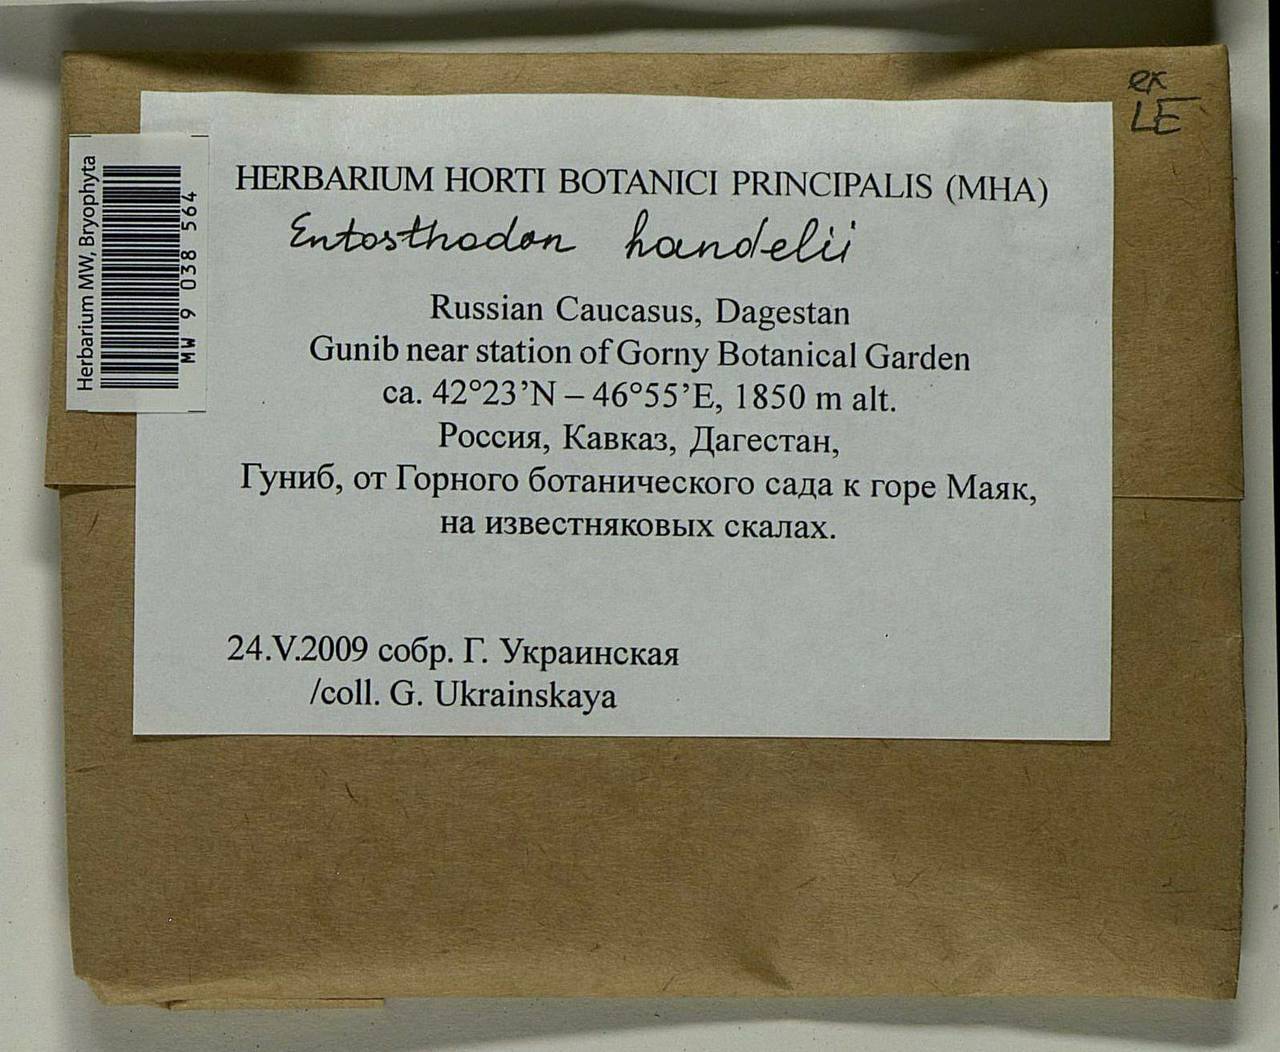 ex
LE
Herbarium MW, Bryophyta
MW 9 038 564
HERBARIUM HORTI BOTANICI PRINCIPALIS (MHA)
Entosthodon handelii
Russian Caucasus, Dagestan
Gunib near station of Gorny Botanical Garden
ca. 42°23’N – 46°55’E, 1850 m alt.
Россия, Кавказ, Дагестан,
Гуниб, от Горного ботанического сада к горе Маяк,
на известняковых скалах.
24.V.2009 собр. Г. Украинская
/coll. G. Ukrainskaya